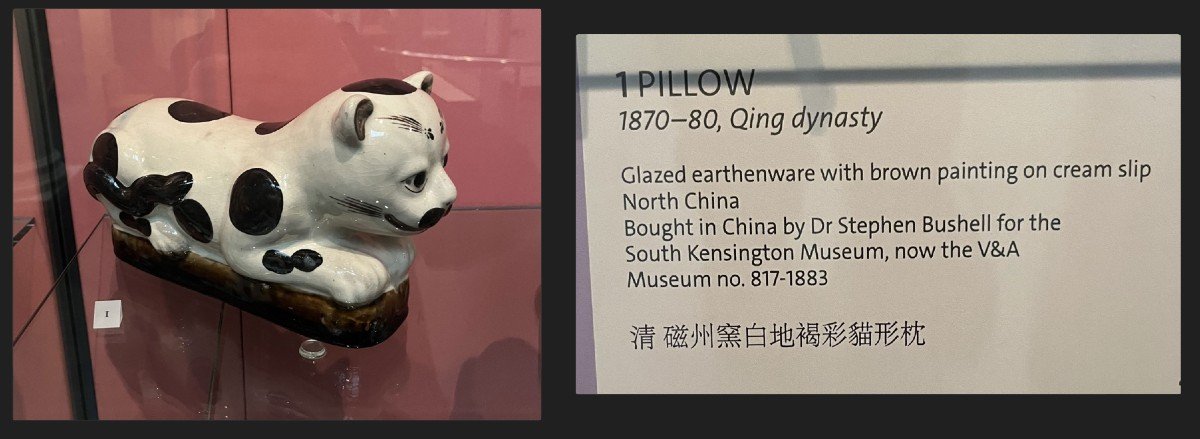 I
1 PILLOW
1870–80, Qing dynasty
Glazed earthenware with brown painting on cream slip
North China
Bought in China by Dr Stephen Bushell for the
South Kensington Museum, now the V&A
Museum no. 817-1883
清 磁州窯白地褐彩貓形枕